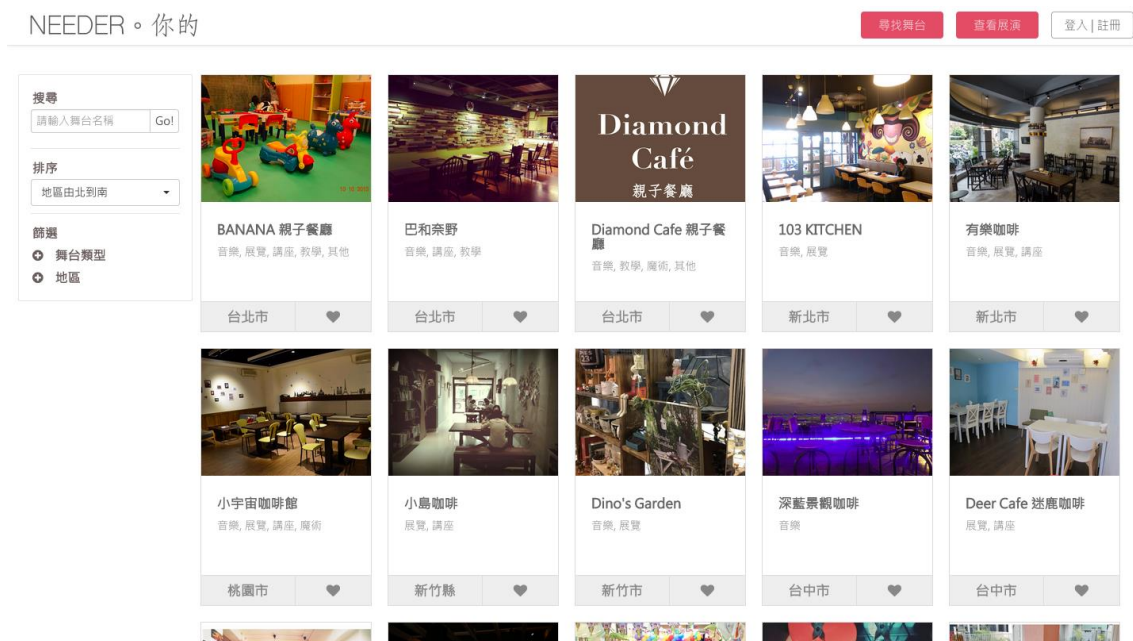 NEEDER。你的
尋找舞台
查看展演
登入 | 註冊
搜尋
請輸入舞台名稱
Go!
排序
地區由北到南
篩選
舞台類型
地區
Diamond
Café
親子餐廳
BANANA 親子餐廳
音樂, 展覽, 講座, 教學, 其他
台北市
巴和奈野
音樂, 講座, 教學
台北市
Diamond Cafe 親子餐
廳
音樂, 教學, 魔術, 其他
台北市
103 KITCHEN
音樂, 展覽
新北市
有樂咖啡
音樂, 展覽, 講座
新北市
小宇宙咖啡館
音樂, 展覽, 講座, 魔術
桃園市
小島咖啡
展覽, 講座
新竹縣
Dino's Garden
音樂, 展覽
新竹市
深藍景觀咖啡
音樂
台中市
Deer Cafe 迷鹿咖啡
展覽, 講座
台中市